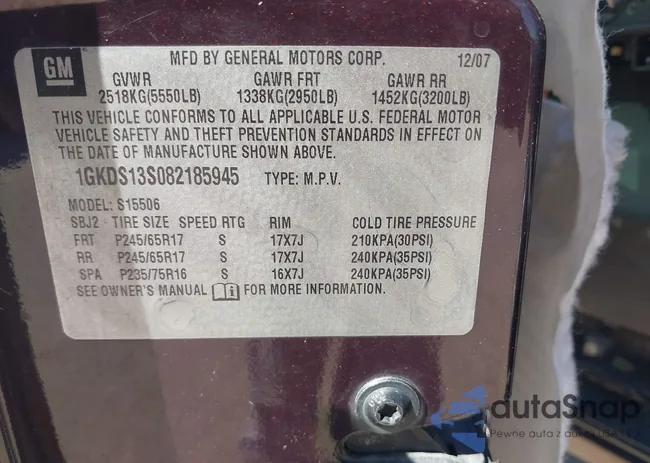 GM
MFD BY GENERAL MOTORS CORP. 12/07
GVWR GAWR FRT GAWR RR
2518KG(5550LB) 1338KG(2950LB) 1452KG(3200LB)
THIS VEHICLE CONFORMS TO ALL APPLICABLE U.S. FEDERAL MOTOR
VEHICLE SAFETY AND THEFT PREVENTION STANDARDS IN EFFECT ON
THE DATE OF MANUFACTURE SHOWN ABOVE.
1GKDS13S082185945 TYPE: M.P.V.
MODEL: S15506
SBJ2 - TIRE SIZE SPEED RTG RIM COLD TIRE PRESSURE
FRT P245/65R17 S 17X7J 210KPA(30PSI)
RR P245/65R17 S 17X7J 240KPA(35PSI)
SPA P235/75R16 S 16X7J 240KPA(35PSI)
SEE OWNER'S MANUAL FOR MORE INFORMATION.
autaSnap
Pewne auta z aukcji USA